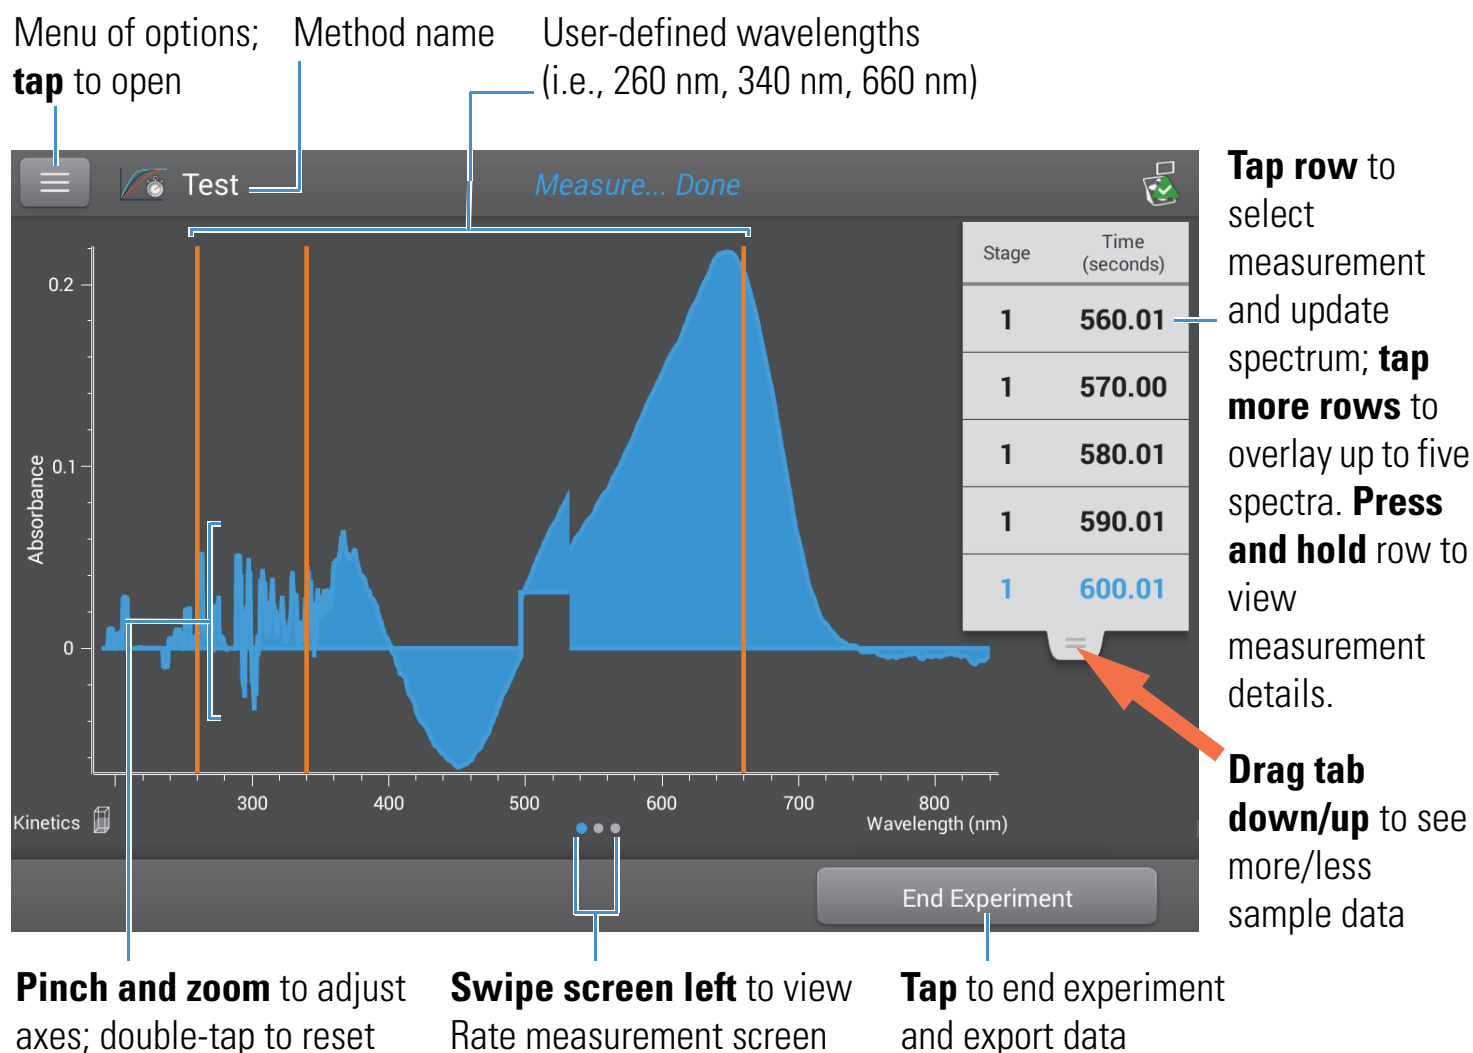 Menu of options;
tap to open
Method name
User-defined wavelengths
(i.e., 260 nm, 340 nm, 660 nm)
Test
Measure... Done
Stage
Time
(seconds)
1 560.01
1 570.00
1 580.01
1 590.01
1 600.01
Absorbance
0.2
0.1
0
300 400 500 600 700 800
Wavelength (nm)
Kinetics
End Experiment
Tap row to
select
measurement
and update
spectrum; tap
more rows to
overlay up to five
spectra. Press
and hold row to
view
measurement
details.
Drag tab
down/up to see
more/less
sample data
Pinch and zoom to adjust
axes; double-tap to reset
Swipe screen left to view
Rate measurement screen
Tap to end experiment
and export data